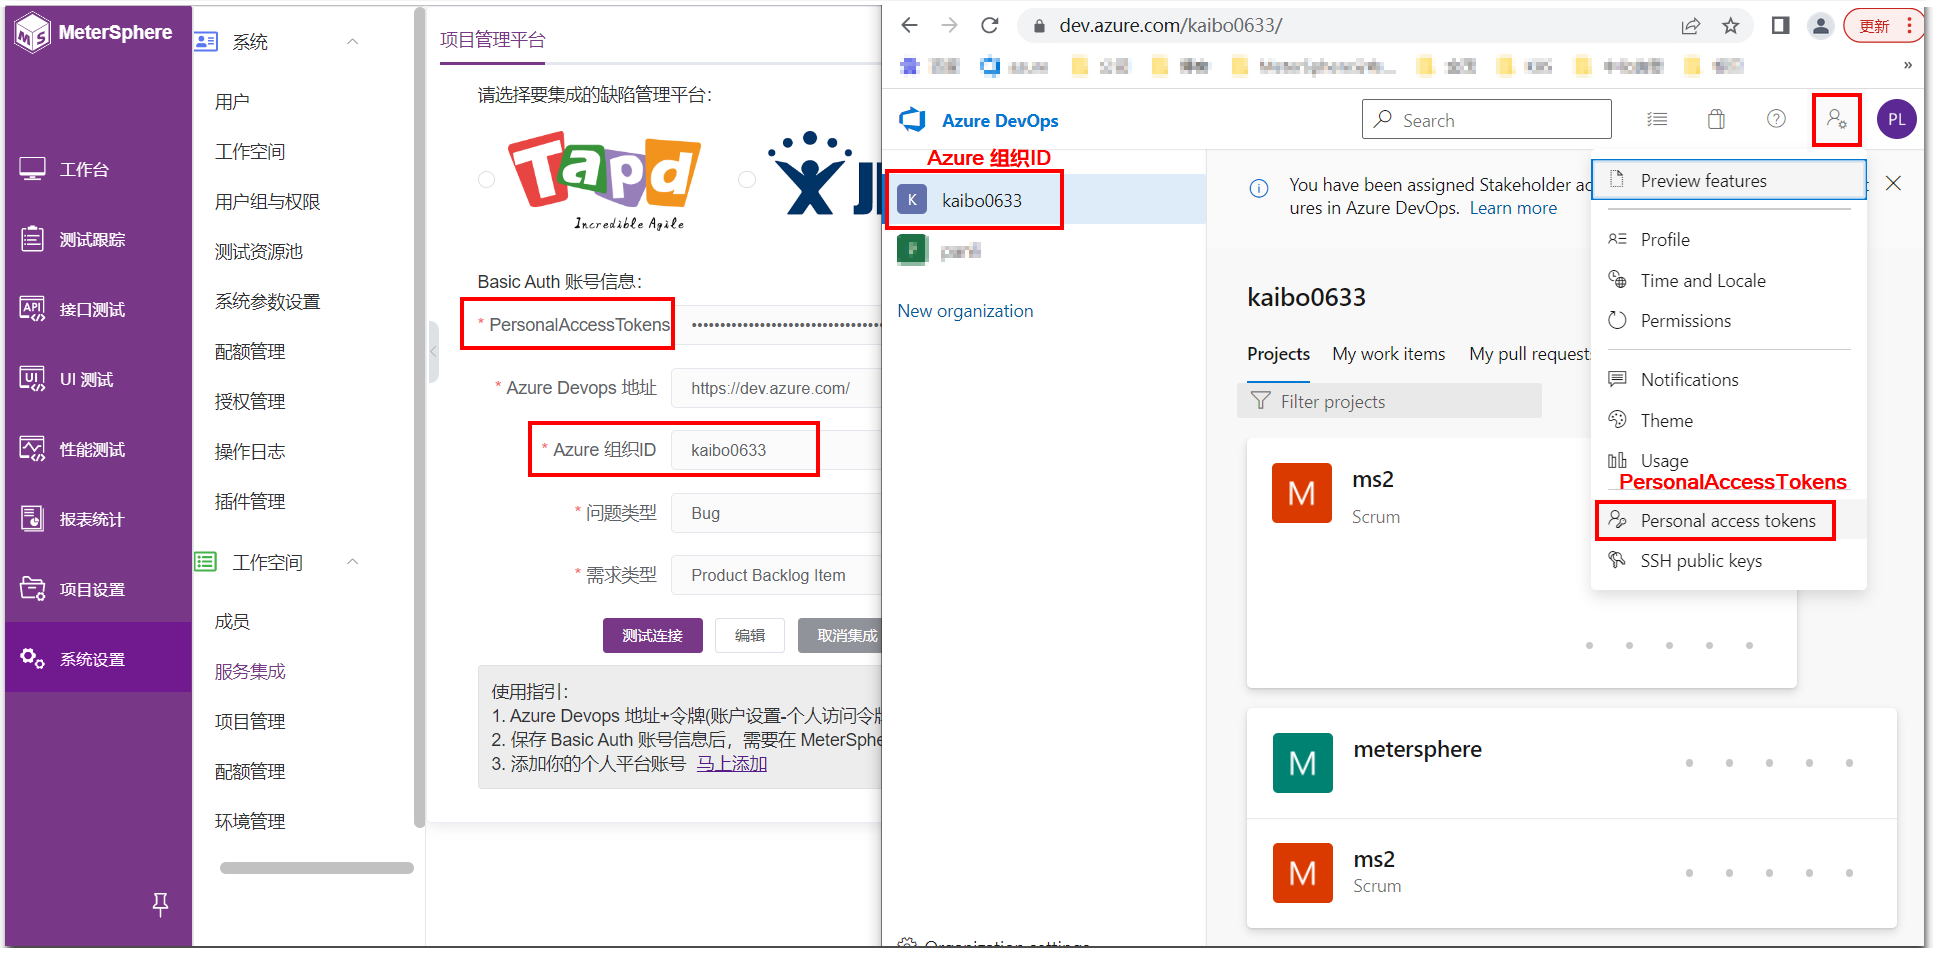 MeterSphere
工作台
测试跟踪
接口测试
UI 测试
性能测试
报表统计
项目设置
系统设置
系统
用户
工作空间
用户组与权限
测试资源池
系统参数设置
配额管理
授权管理
操作日志
插件管理
工作空间
成员
服务集成
项目管理
配额管理
环境管理
项目管理平台
请选择要集成的缺陷管理平台：
Tapd
Incredible Agile
Basic Auth 账号信息：
* PersonalAccessTokens
* Azure Devops 地址 https://dev.azure.com/
* Azure 组织ID kaibo0633
* 问题类型 Bug
* 需求类型 Product Backlog Item
测试连接 编辑 取消集成
使用指引：
1. Azure Devops 地址+令牌(账户设置-个人访问令牌
2. 保存 Basic Auth 账号信息后，需要在 MeterSphe
3. 添加你的个人平台账号 马上添加
dev.azure.com/kaibo0633/
更新
Azure DevOps
Search
PL
Azure 组织ID
K kaibo0633
New organization
You have been assigned Stakeholder ac
ures in Azure DevOps. Learn more
kaibo0633
Projects My work items My pull requests
Filter projects
M ms2
Scrum
M metersphere
M ms2
Scrum
Preview features
Profile
Time and Locale
Permissions
Notifications
Theme
Usage
PersonalAccessTokens
Personal access tokens
SSH public keys
Organization settings